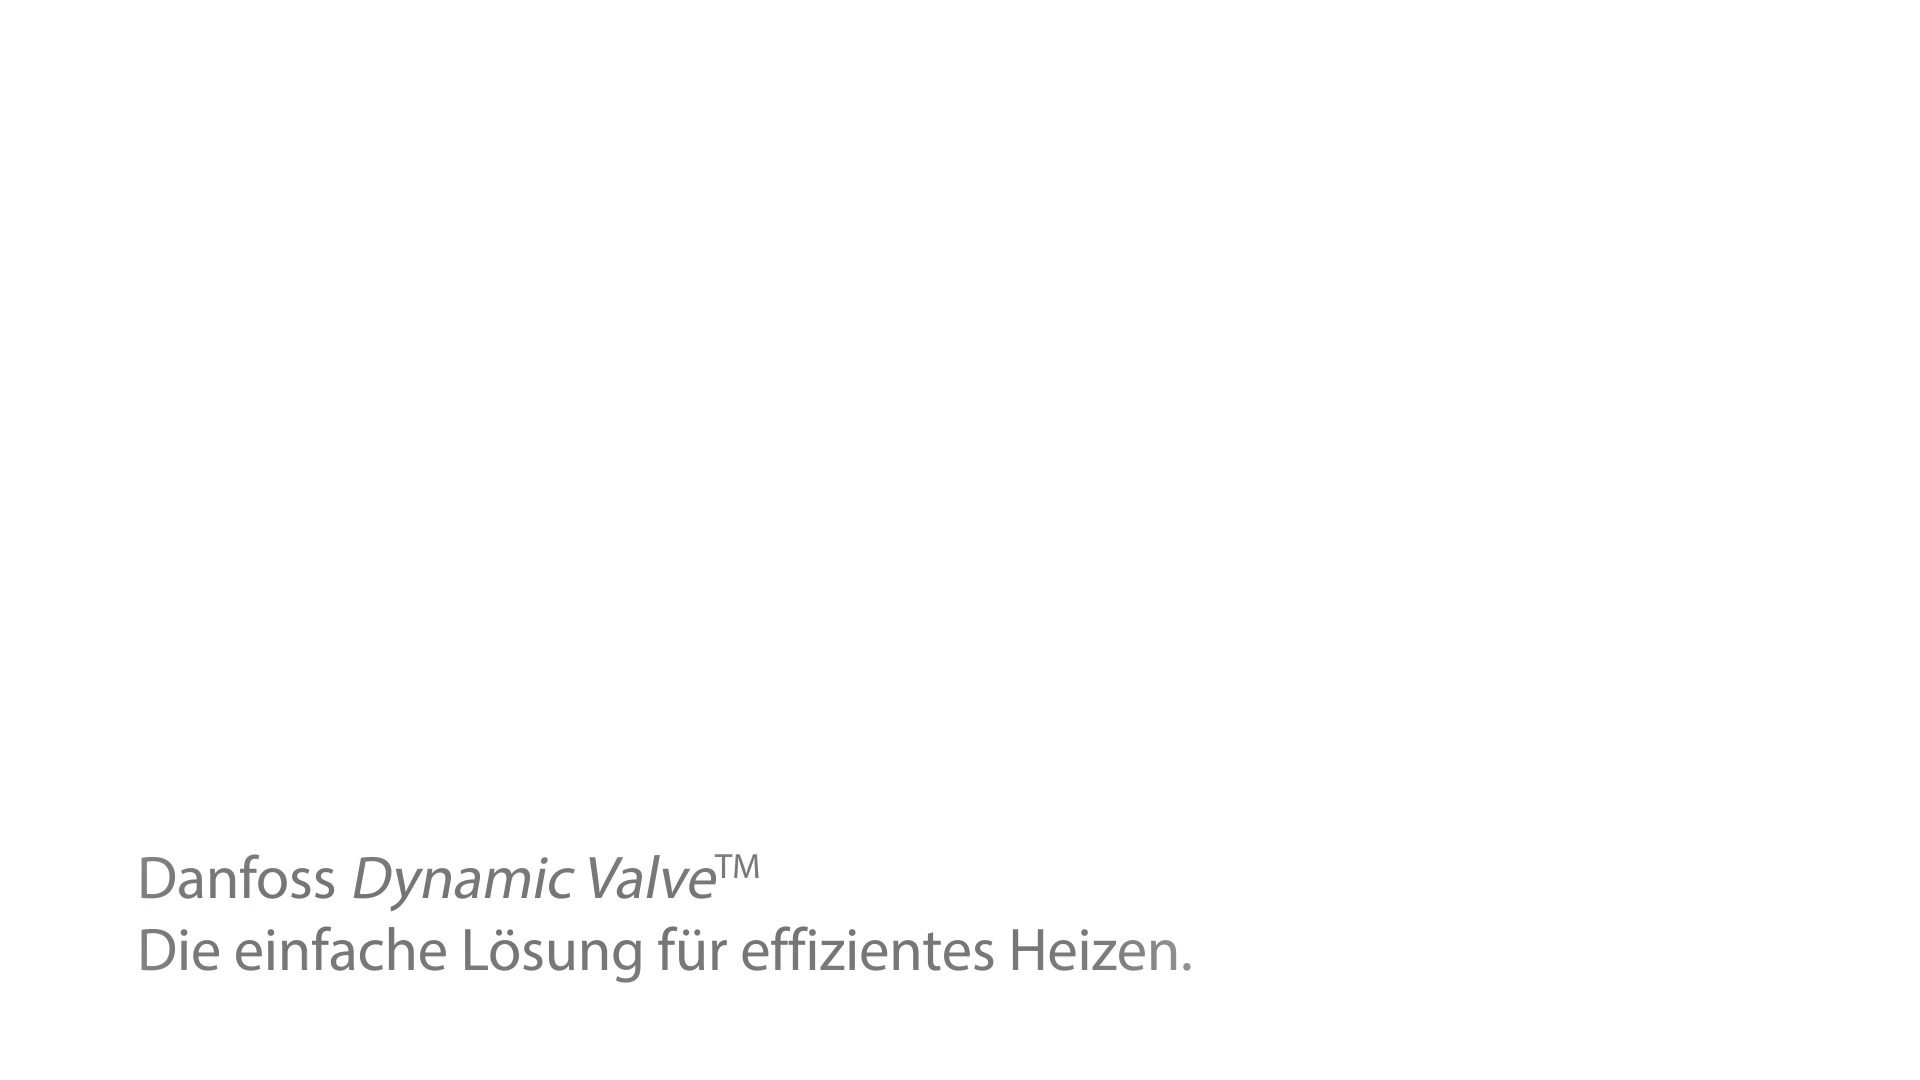 Danfoss Dynamic Valve™
Die einfache Lösung für effizientes Heizen.